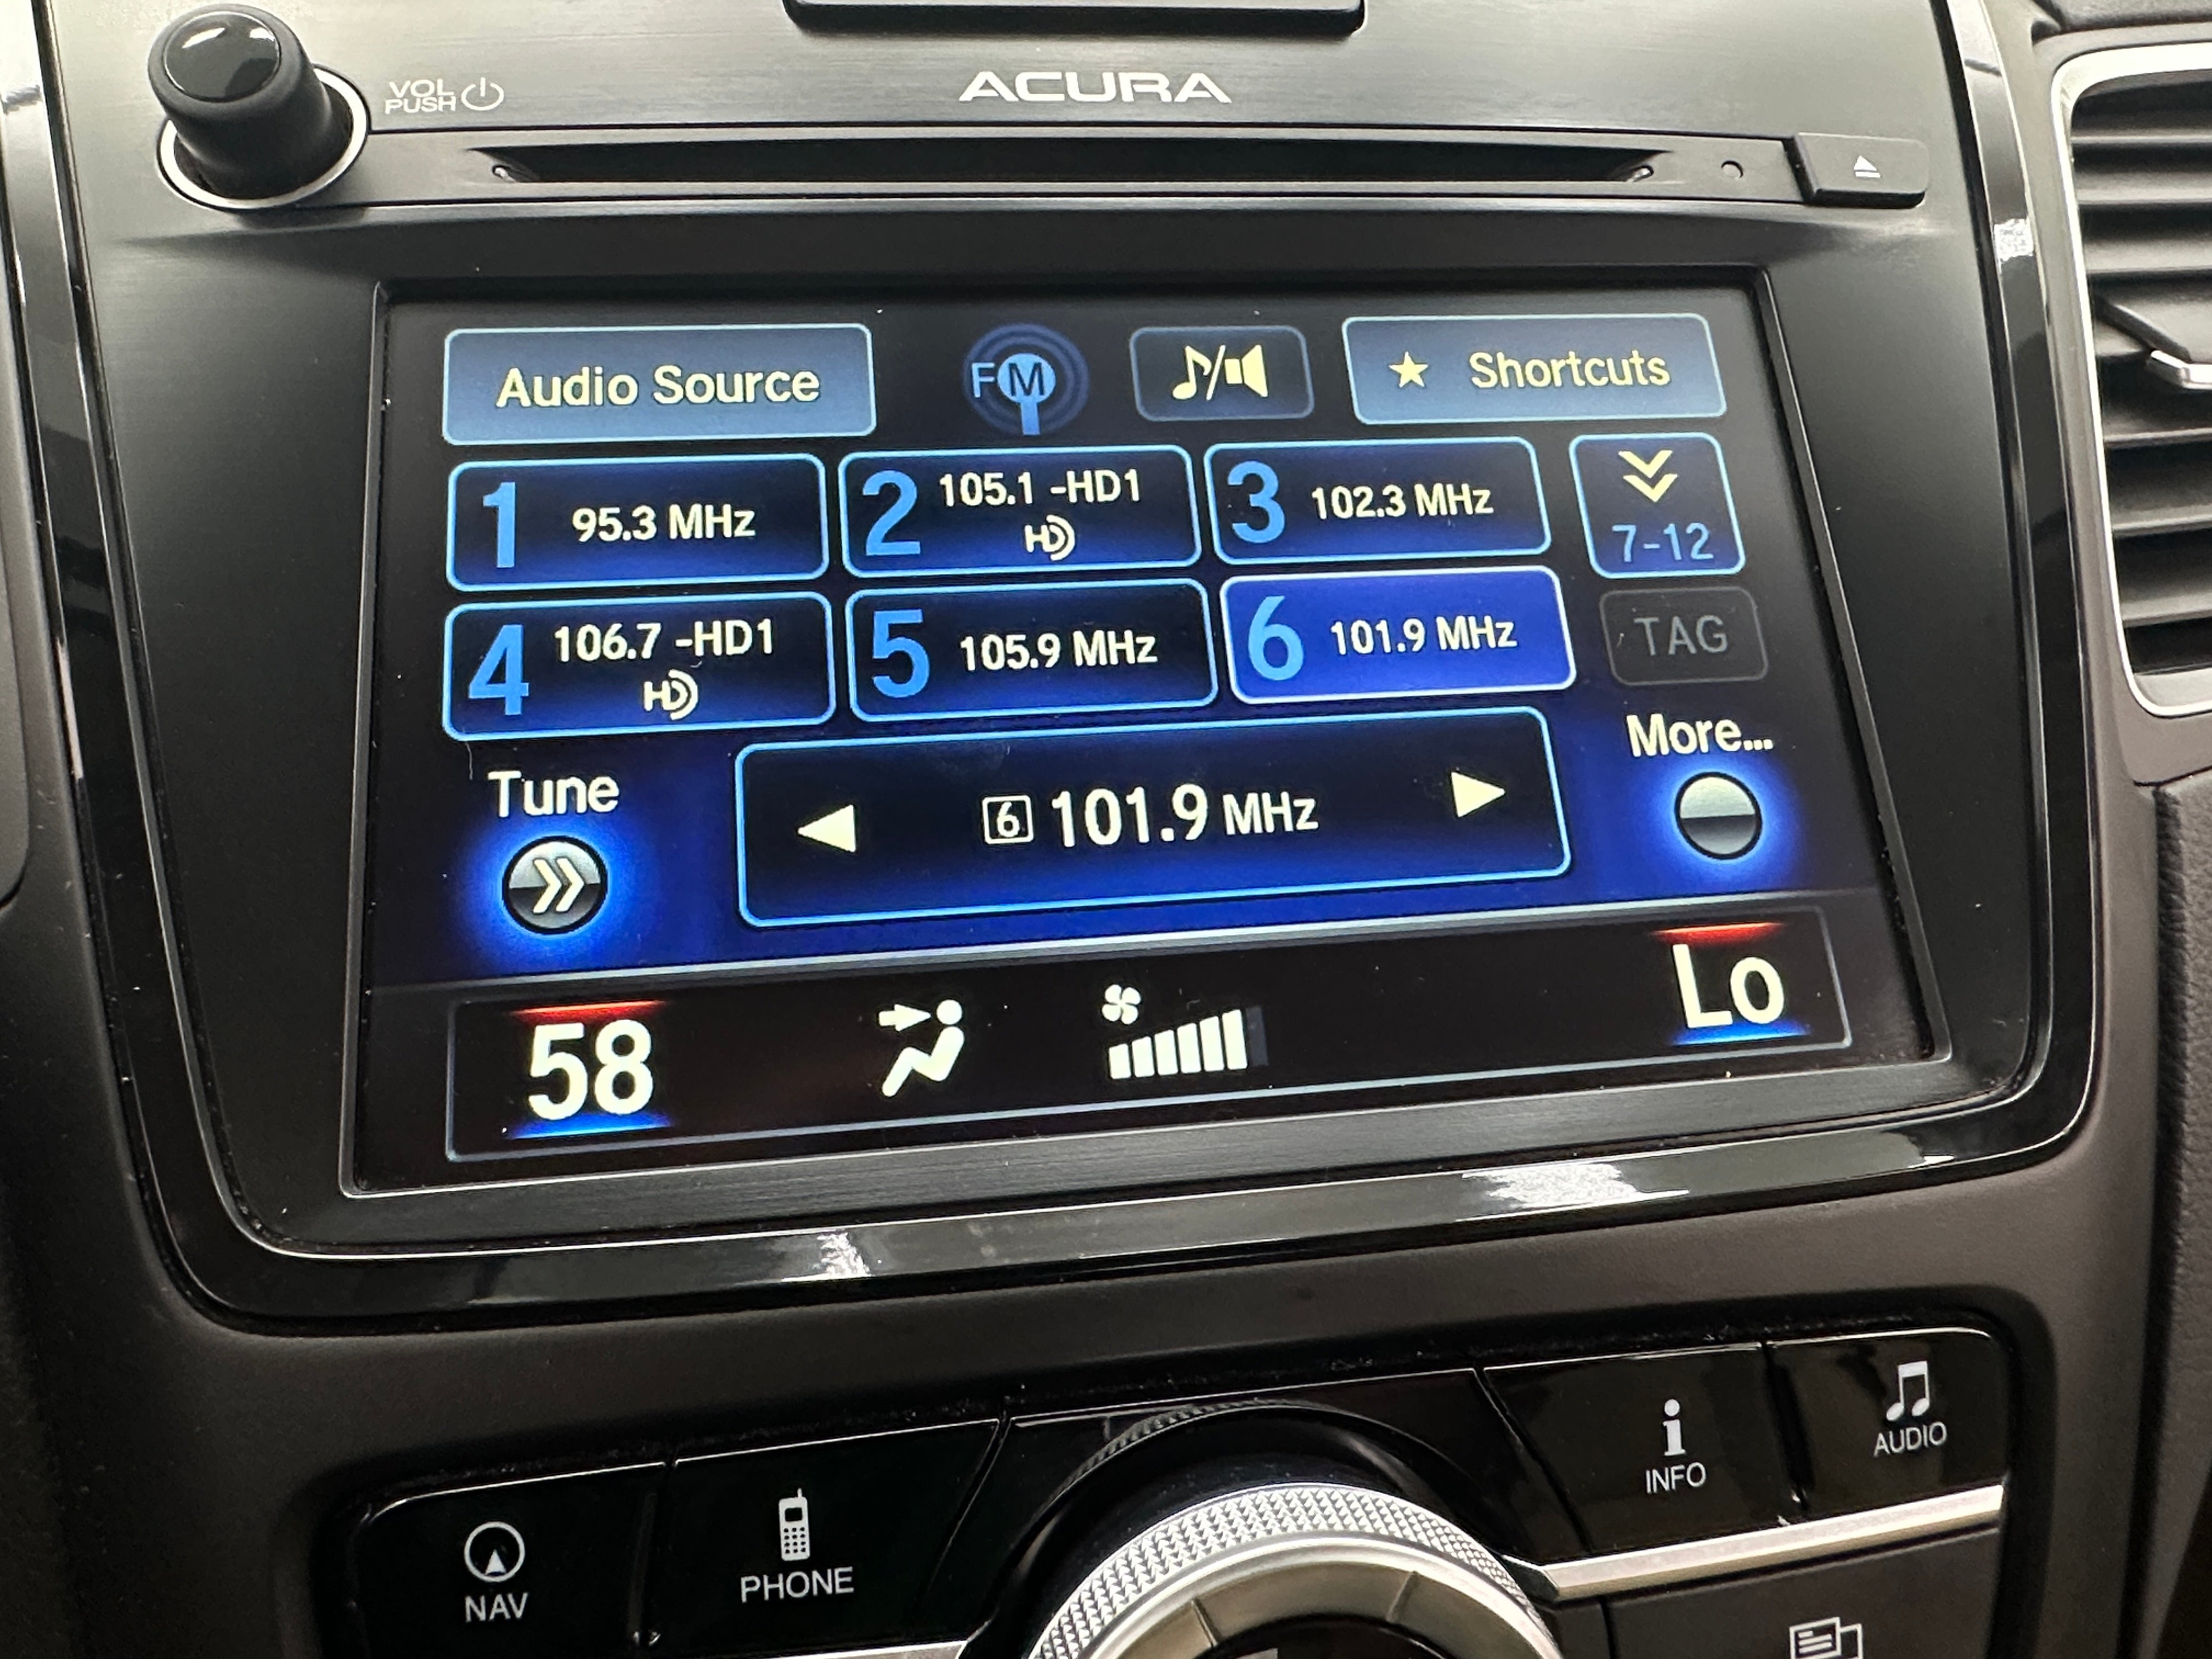 VOL
PUSH
ACURA
Audio Source
FM
Shortcuts
1 95.3 MHz
2 105.1 -HD1
HD
3 102.3 MHz
7-12
4 106.7 -HD1
HD
5 105.9 MHz
6 101.9 MHz
TAG
Tune
6 101.9 MHz
More...
58
Lo
NAV
PHONE
i
INFO
AUDIO